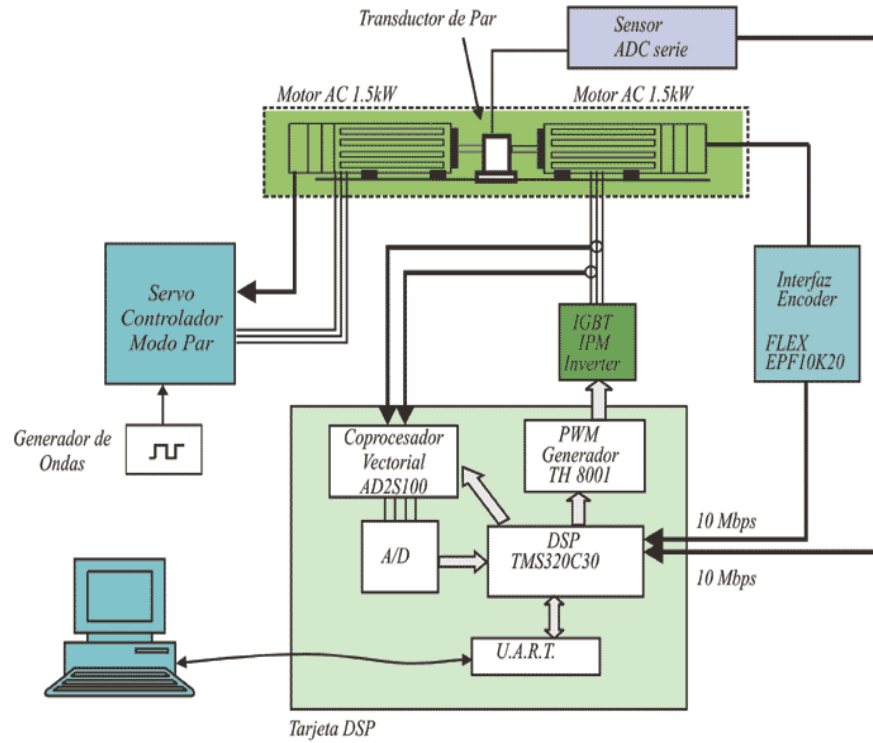 Transductor de Par
Sensor
ADC serie
Motor AC 1.5kW
Motor AC 1.5kW
Servo
Controlador
Modo Par
Interfaz
Encoder
FLEX
EPF10K20
IGBT
IPM
Inverter
Generador de
Ondas
Coprocesador
Vectorial
AD2S100
PWM
Generador
TH 8001
10 Mbps
A/D
DSP
TMS320C30
10 Mbps
U.A.R.T.
Tarjeta DSP